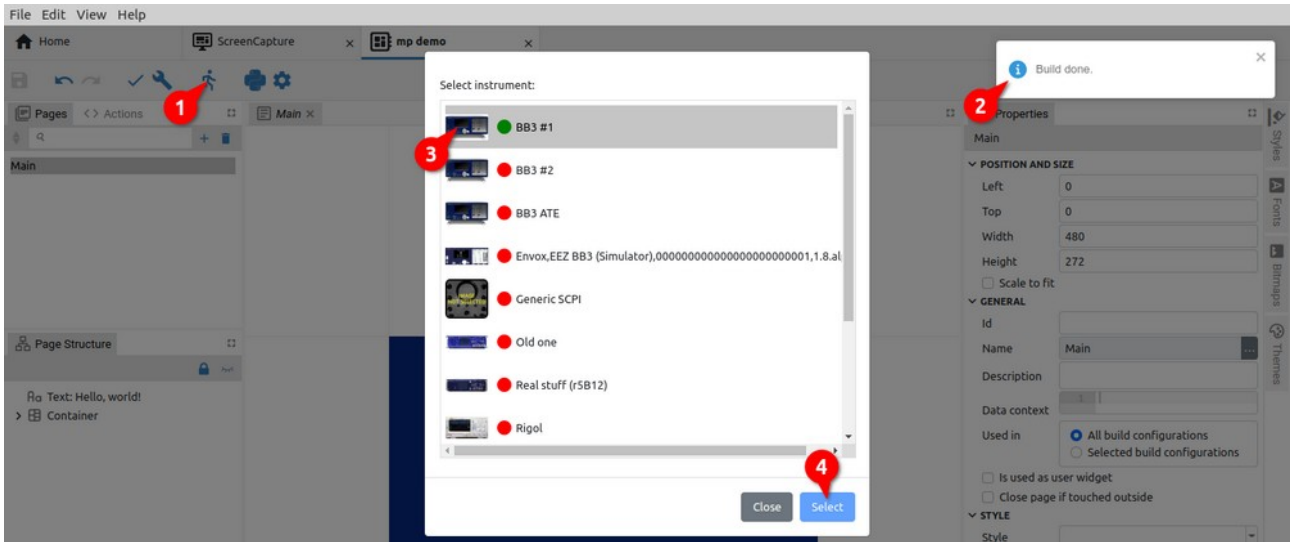 File Edit View Help
Home
ScreenCapture
mp demo
Build done.
1
2
Pages
Actions
Main
Properties
Main
Main
Select instrument:
3
BB3 #1
BB3 #2
BB3 ATE
Envox,EEZ BB3 (Simulator),00000000000000000000000001,1.8.al
Generic SCPI
Old one
Real stuff (r5B12)
Rigol
4
Close
Select
Page Structure
Text: Hello, world!
Container
POSITION AND SIZE
Left 0
Top 0
Width 480
Height 272
Scale to fit
GENERAL
Id
Name Main
Description
Data context 1
Used in
All build configurations
Selected build configurations
Is used as user widget
Close page if touched outside
STYLE
Style
Styles
Fonts
Bitmaps
Themes